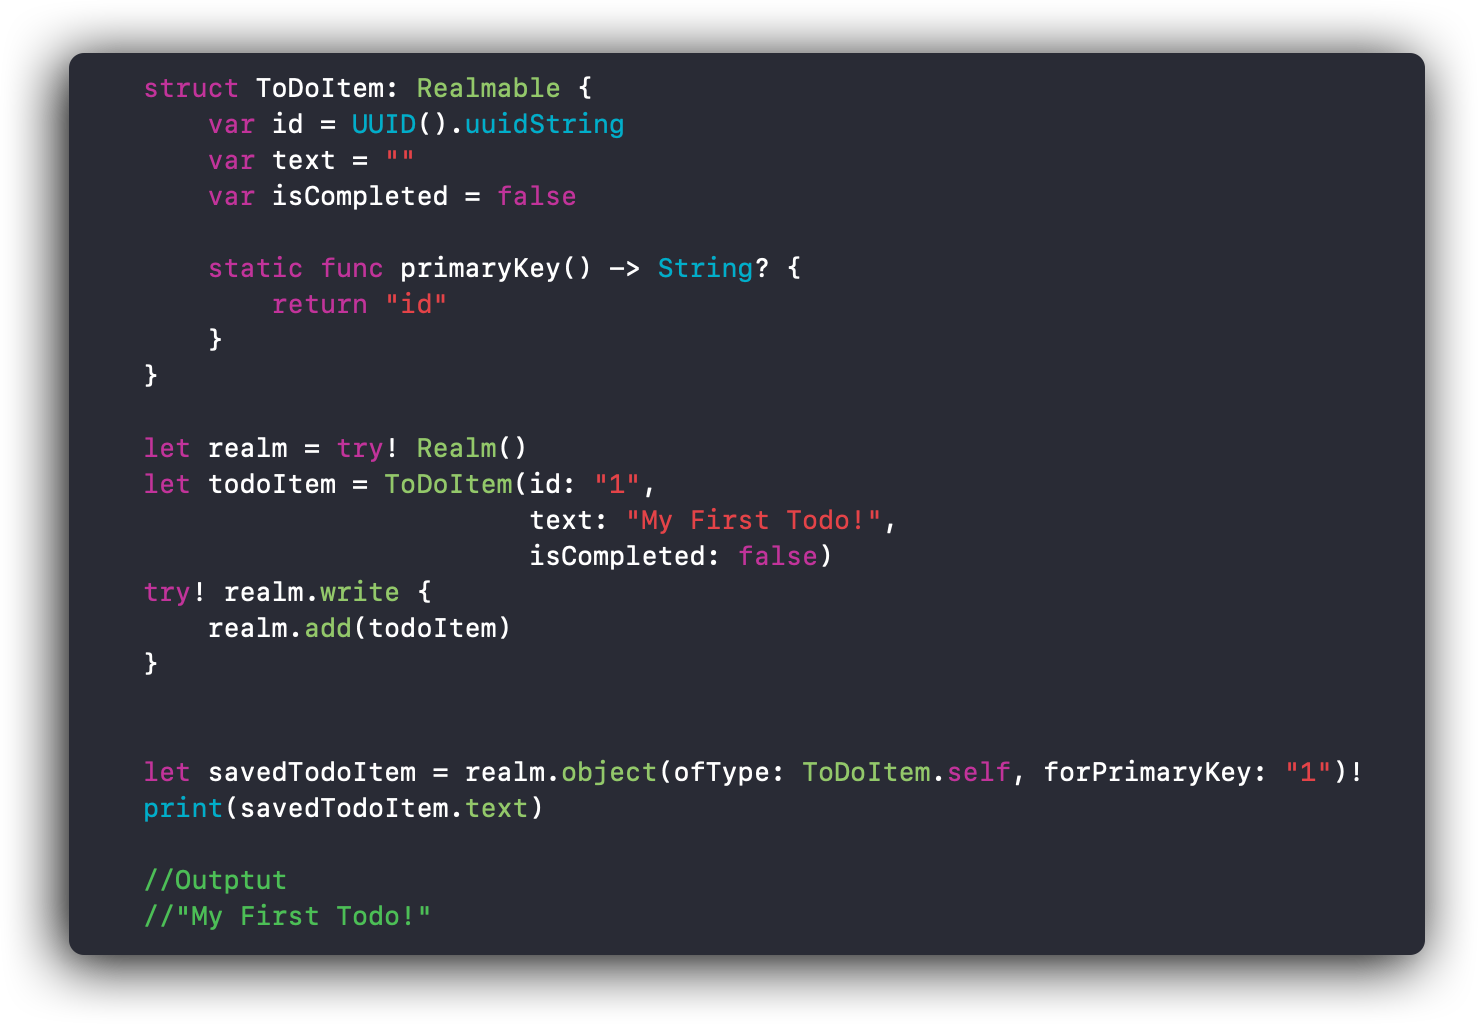 struct ToDoItem: Realmable {
    var id = UUID().uuidString
    var text = ""
    var isCompleted = false

    static func primaryKey() -> String? {
        return "id"
    }
}

let realm = try! Realm()
let todoItem = ToDoItem(id: "1",
                        text: "My First Todo!",
                        isCompleted: false)
try! realm.write {
    realm.add(todoItem)
}

let savedTodoItem = realm.object(ofType: ToDoItem.self, forPrimaryKey: "1")!
print(savedTodoItem.text)

//Outptut
//"My First Todo!"